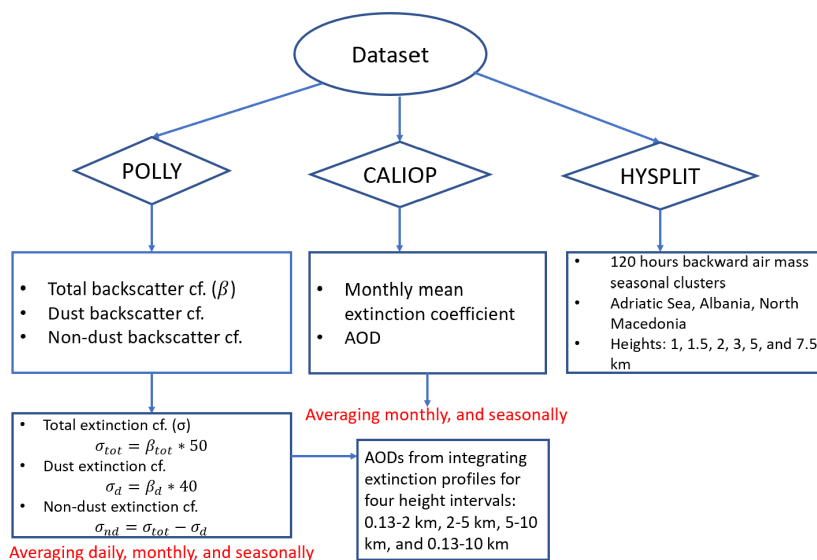 Dataset
POLLY
CALIOP
HYSPLIT
• Total backscatter cf. (β)
• Dust backscatter cf.
• Non-dust backscatter cf.
• Monthly mean
extinction coefficient
• AOD
• 120 hours backward air mass
seasonal clusters
• Adriatic Sea, Albania, North
Macedonia
• Heights: 1, 1.5, 2, 3, 5, and 7.5
km
Averaging monthly, and seasonally
• Total extinction cf. (σ)
σ_tot = β_tot * 50
• Dust extinction cf.
σ_d = β_d * 40
• Non-dust extinction cf.
σ_nd = σ_tot − σ_d
AODs from integrating
extinction profiles for
four height intervals:
0.13-2 km, 2-5 km, 5-10
km, and 0.13-10 km
Averaging daily, monthly, and seasonally